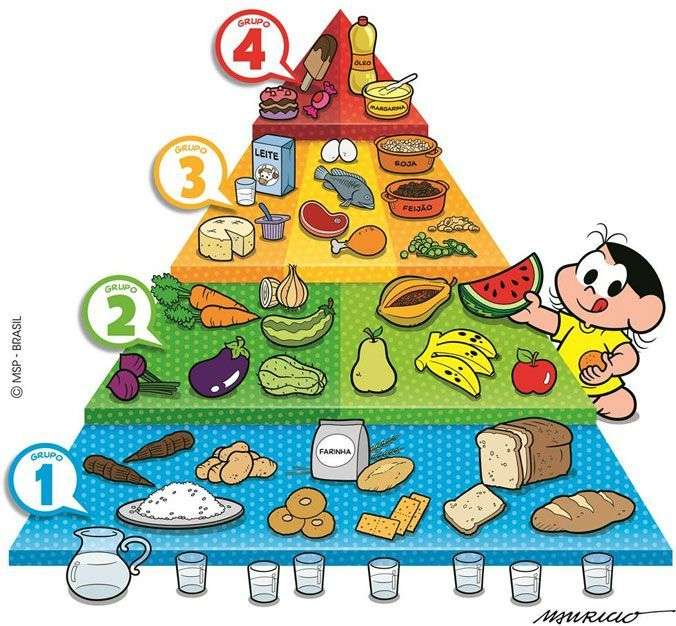 GRUPO
4
ÓLEO
MARGARINA
GRUPO
3
LEITE
SOJA
FEIJÃO
GRUPO
2
© MSP - BRASIL
GRUPO
1
FARINHA
MAURICIO